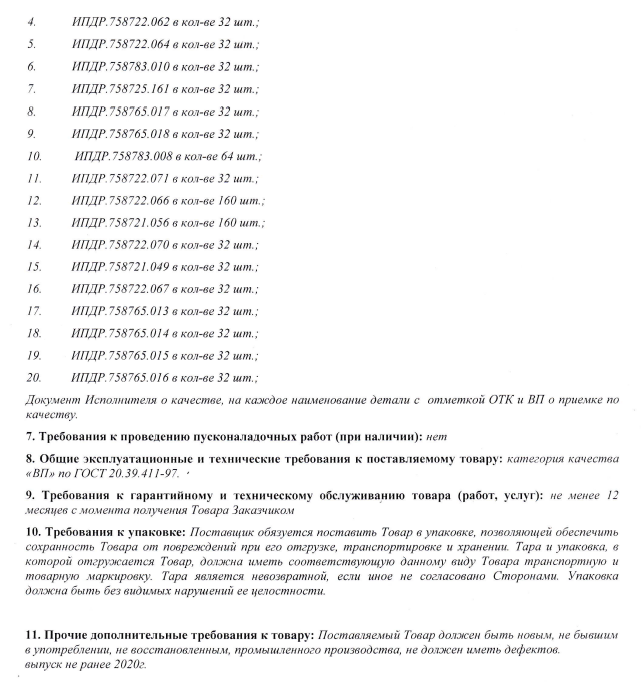 4. ИПДР.758722.062 в кол-ве 32 шт.;
5. ИПДР.758722.064 в кол-ве 32 шт.;
6. ИПДР.758783.010 в кол-ве 32 шт.;
7. ИПДР.758725.161 в кол-ве 32 шт.;
8. ИПДР.758765.017 в кол-ве 32 шт.;
9. ИПДР.758765.018 в кол-ве 32 шт.;
10. ИПДР.758783.008 в кол-ве 64 шт.;
11. ИПДР.758722.071 в кол-ве 32 шт.;
12. ИПДР.758722.066 в кол-ве 160 шт.;
13. ИПДР.758721.056 в кол-ве 160 шт.;
14. ИПДР.758722.070 в кол-ве 32 шт.;
15. ИПДР.758721.049 в кол-ве 32 шт.;
16. ИПДР.758722.067 в кол-ве 32 шт.;
17. ИПДР.758765.013 в кол-ве 32 шт.;
18. ИПДР.758765.014 в кол-ве 32 шт.;
19. ИПДР.758765.015 в кол-ве 32 шт.;
20. ИПДР.758765.016 в кол-ве 32 шт.;
Документ Исполнителя о качестве, на каждое наименование детали с отметкой ОТК и ВП о приемке по
качеству.
7. Требования к проведению пусконаладочных работ (при наличии): нет
8. Общие эксплуатационные и технические требования к поставляемому товару: категория качества
«ВП» по ГОСТ 20.39.411-97.
9. Требования к гарантийному и техническому обслуживанию товара (работ, услуг): не менее 12
месяцев с момента получения Товара Заказчиком
10. Требования к упаковке: Поставщик обязуется поставить Товар в упаковке, позволяющей обеспечить
сохранность Товара от повреждений при его отгрузке, транспортировке и хранении. Тара и упаковка, в
которой отгружается Товар, должна иметь соответствующую данному виду Товара транспортную и
товарную маркировку. Тара является невозвратной, если иное не согласовано Сторонами. Упаковка
должна быть без видимых нарушений ее целостности.
11. Прочие дополнительные требования к товару: Поставляемый Товар должен быть новым, не бывшим
в употреблении, не восстановленным, промышленного производства, не должен иметь дефектов.
выпуск не ранее 2020г.